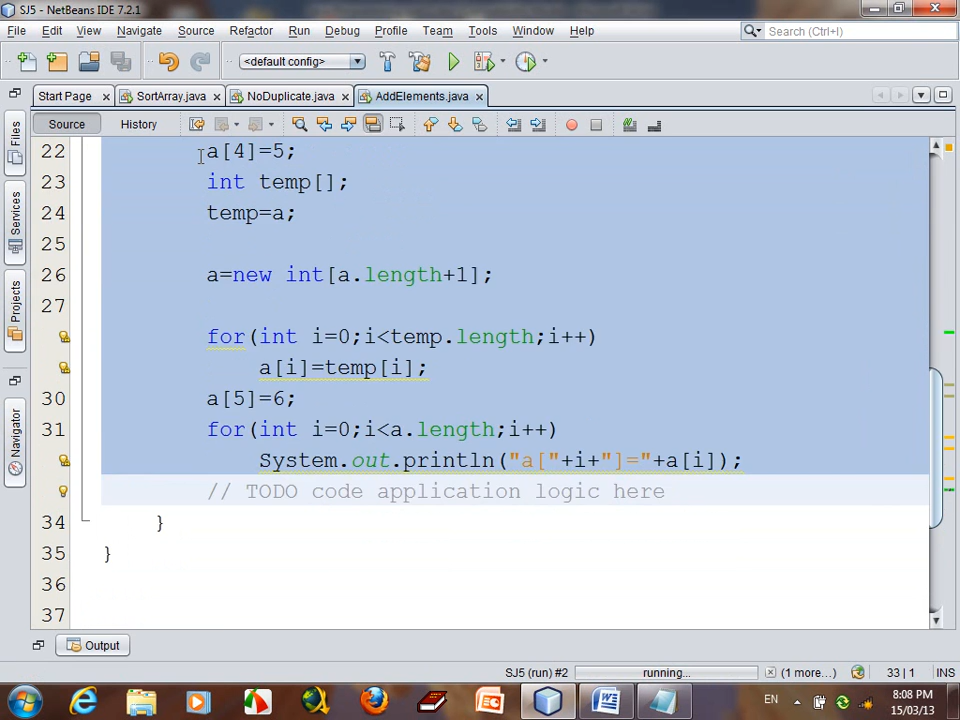 SJ5 - NetBeans IDE 7.2.1
File Edit View Navigate Source Refactor Run Debug Profile Team Tools Window Help
Search (Ctrl+I)
<default config>
Start Page SortArray.java NoDuplicate.java AddElements.java
Source History
Files
Services
Projects
Navigator
22 a[4]=5;
23 int temp[];
24 temp=a;
25
26 a=new int[a.length+1];
27
for(int i=0;i<temp.length;i++)
a[i]=temp[i];
30 a[5]=6;
31 for(int i=0;i<a.length;i++)
System.out.println("a["+i+"]="+a[i]);
// TODO code application logic here
34 }
35 }
36
37
Output
SJ5 (run) #2 running... (1 more...) 33|1 INS
EN 8:08 PM
15/03/13